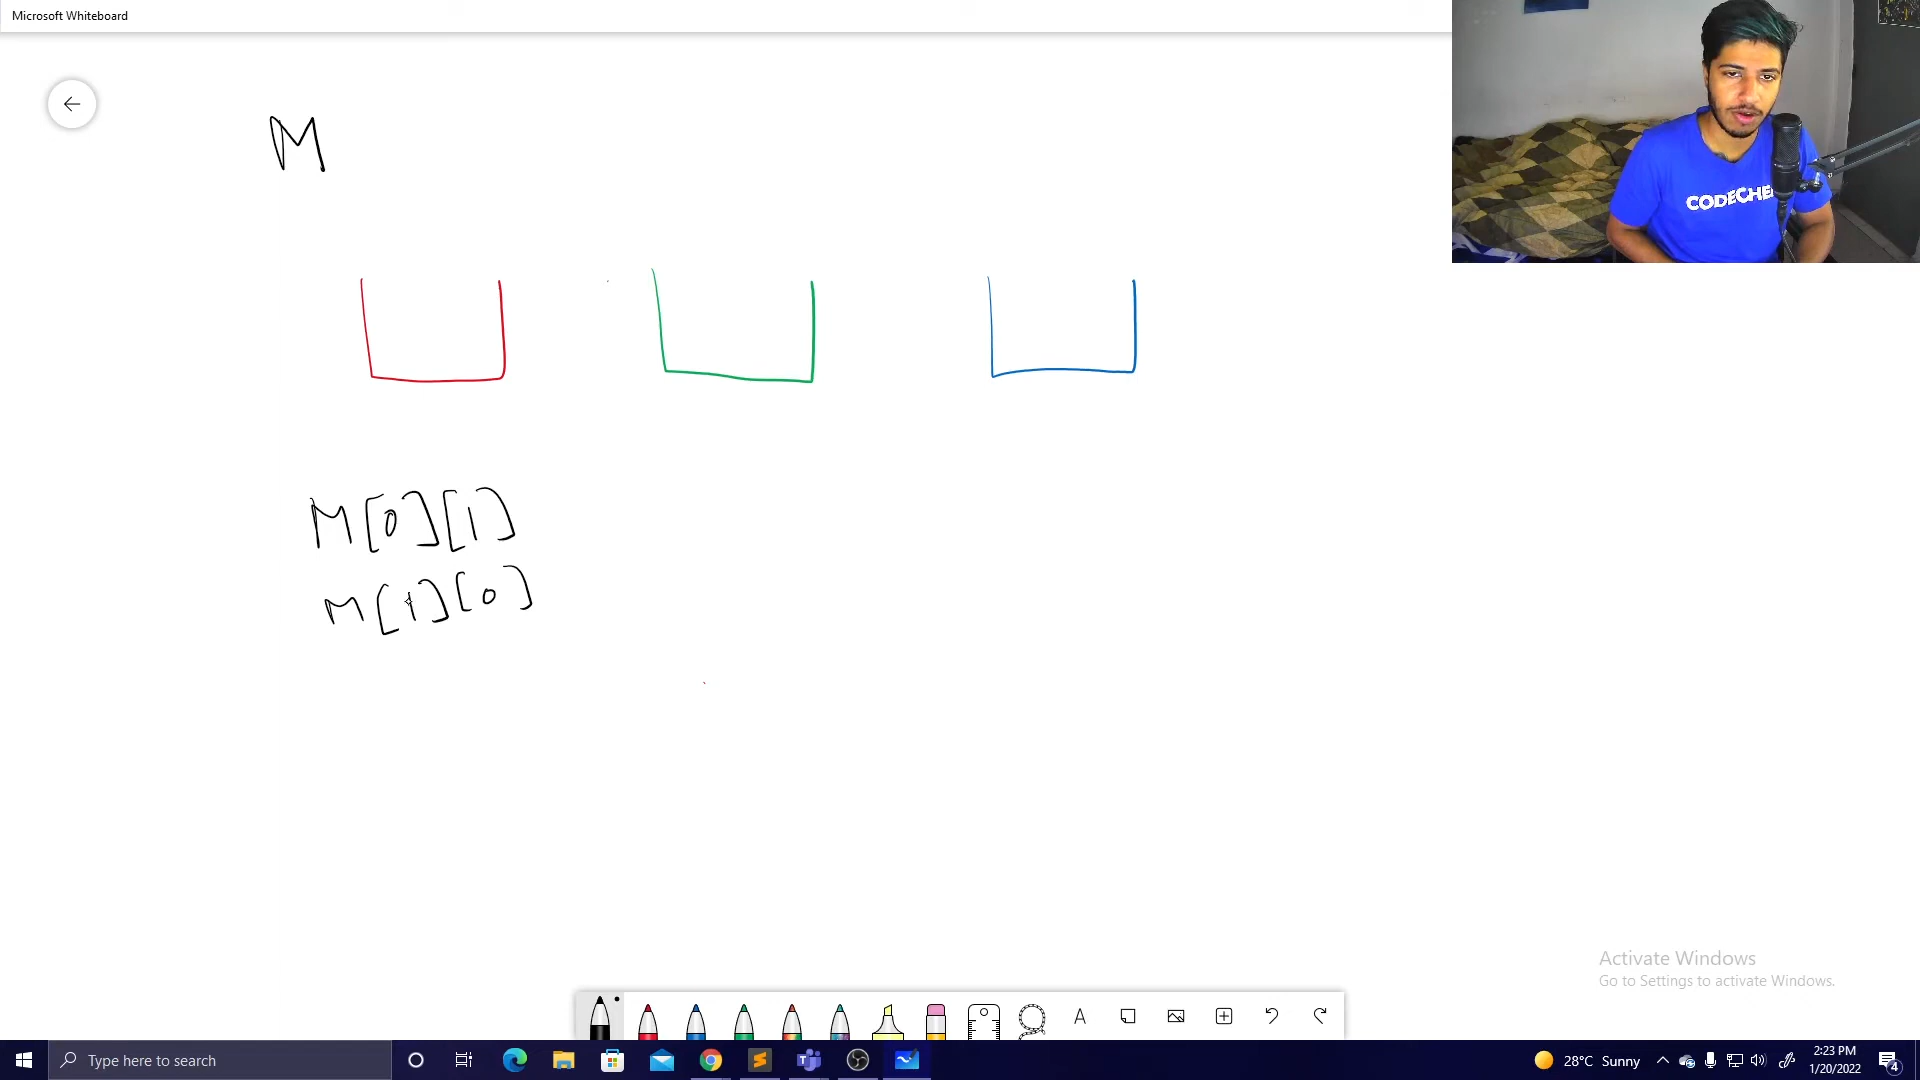 Microsoft Whiteboard
M
CODECHE
M[0][1]
M[1][0]
Activate Windows
Go to Settings to activate Windows.
A
Type here to search
28°C Sunny
2:23 PM
1/20/2022
4